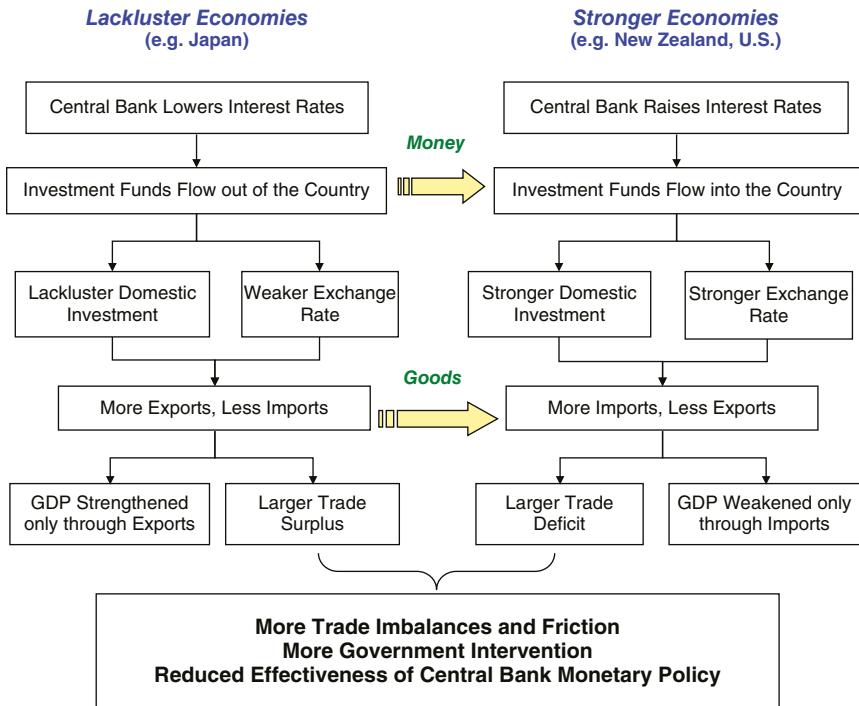 Lackluster Economies
(e.g. Japan)
Stronger Economies
(e.g. New Zealand, U.S.)
Central Bank Lowers Interest Rates
Central Bank Raises Interest Rates
Money
Investment Funds Flow out of the Country
Investment Funds Flow into the Country
Lackluster Domestic
Investment
Weaker Exchange
Rate
Stronger Domestic
Investment
Stronger Exchange
Rate
Goods
More Exports, Less Imports
More Imports, Less Exports
GDP Strengthened
only through Exports
Larger Trade
Surplus
Larger Trade
Deficit
GDP Weakened only
through Imports
More Trade Imbalances and Friction
More Government Intervention
Reduced Effectiveness of Central Bank Monetary Policy